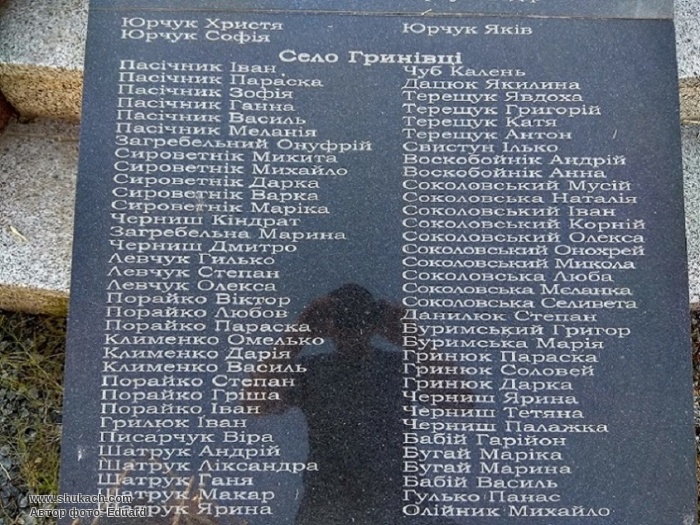 Юрчук Христя
Юрчук Софія
Юрчук Яків
Село Гринівці
Пасічник Іван
Пасічник Параска
Пасічник Зофія
Пасічник Ганна
Пасічник Василь
Пасічник Меланія
Загребельний Онуфрій
Сироветнік Микита
Сироветнік Михайло
Сироветнік Дарка
Сироветнік Варка
Сироветнік Маріка
Черниш Кіндрат
Загребельна Марина
Черниш Дмитро
Левчук Гилько
Левчук Степан
Левчук Олекса
Порайко Віктор
Порайко Любов
Порайко Параска
Клименко Омелько
Клименко Дарія
Клименко Василь
Порайко Степан
Порайко Гріша
Порайко Іван
Грилюк Іван
Писарчук Віра
Шатрук Андрій
Шатрук Ліксандра
Шатрук Ганя
Шатрук Макар
Шатрук Ярина
Чуб Калень
Дацюк Якилина
Терещук Явдоха
Терещук Григорій
Терещук Катя
Терещук Антон
Свистун Ілько
Воскобойнік Андрій
Воскобойнік Анна
Соколовський Мусій
Соколовська Наталія
Соколовський Іван
Соколовський Корній
Соколовський Олекса
Соколовський Онохрей
Соколовський Микола
Соколовська Люба
Соколовська Мєланка
Соколовська Селивета
Данилюк Степан
Буримський Григор
Буримська Марія
Гринюк Параска
Гринюк Соловей
Гринюк Дарка
Черниш Ярина
Черниш Тетяна
Черниш Палажка
Бабій Гарійон
Бугай Маріка
Бугай Марина
Бабій Василь
Гулько Панас
Олійник Михайло
www.shukach.com
Автор фото: Eduard